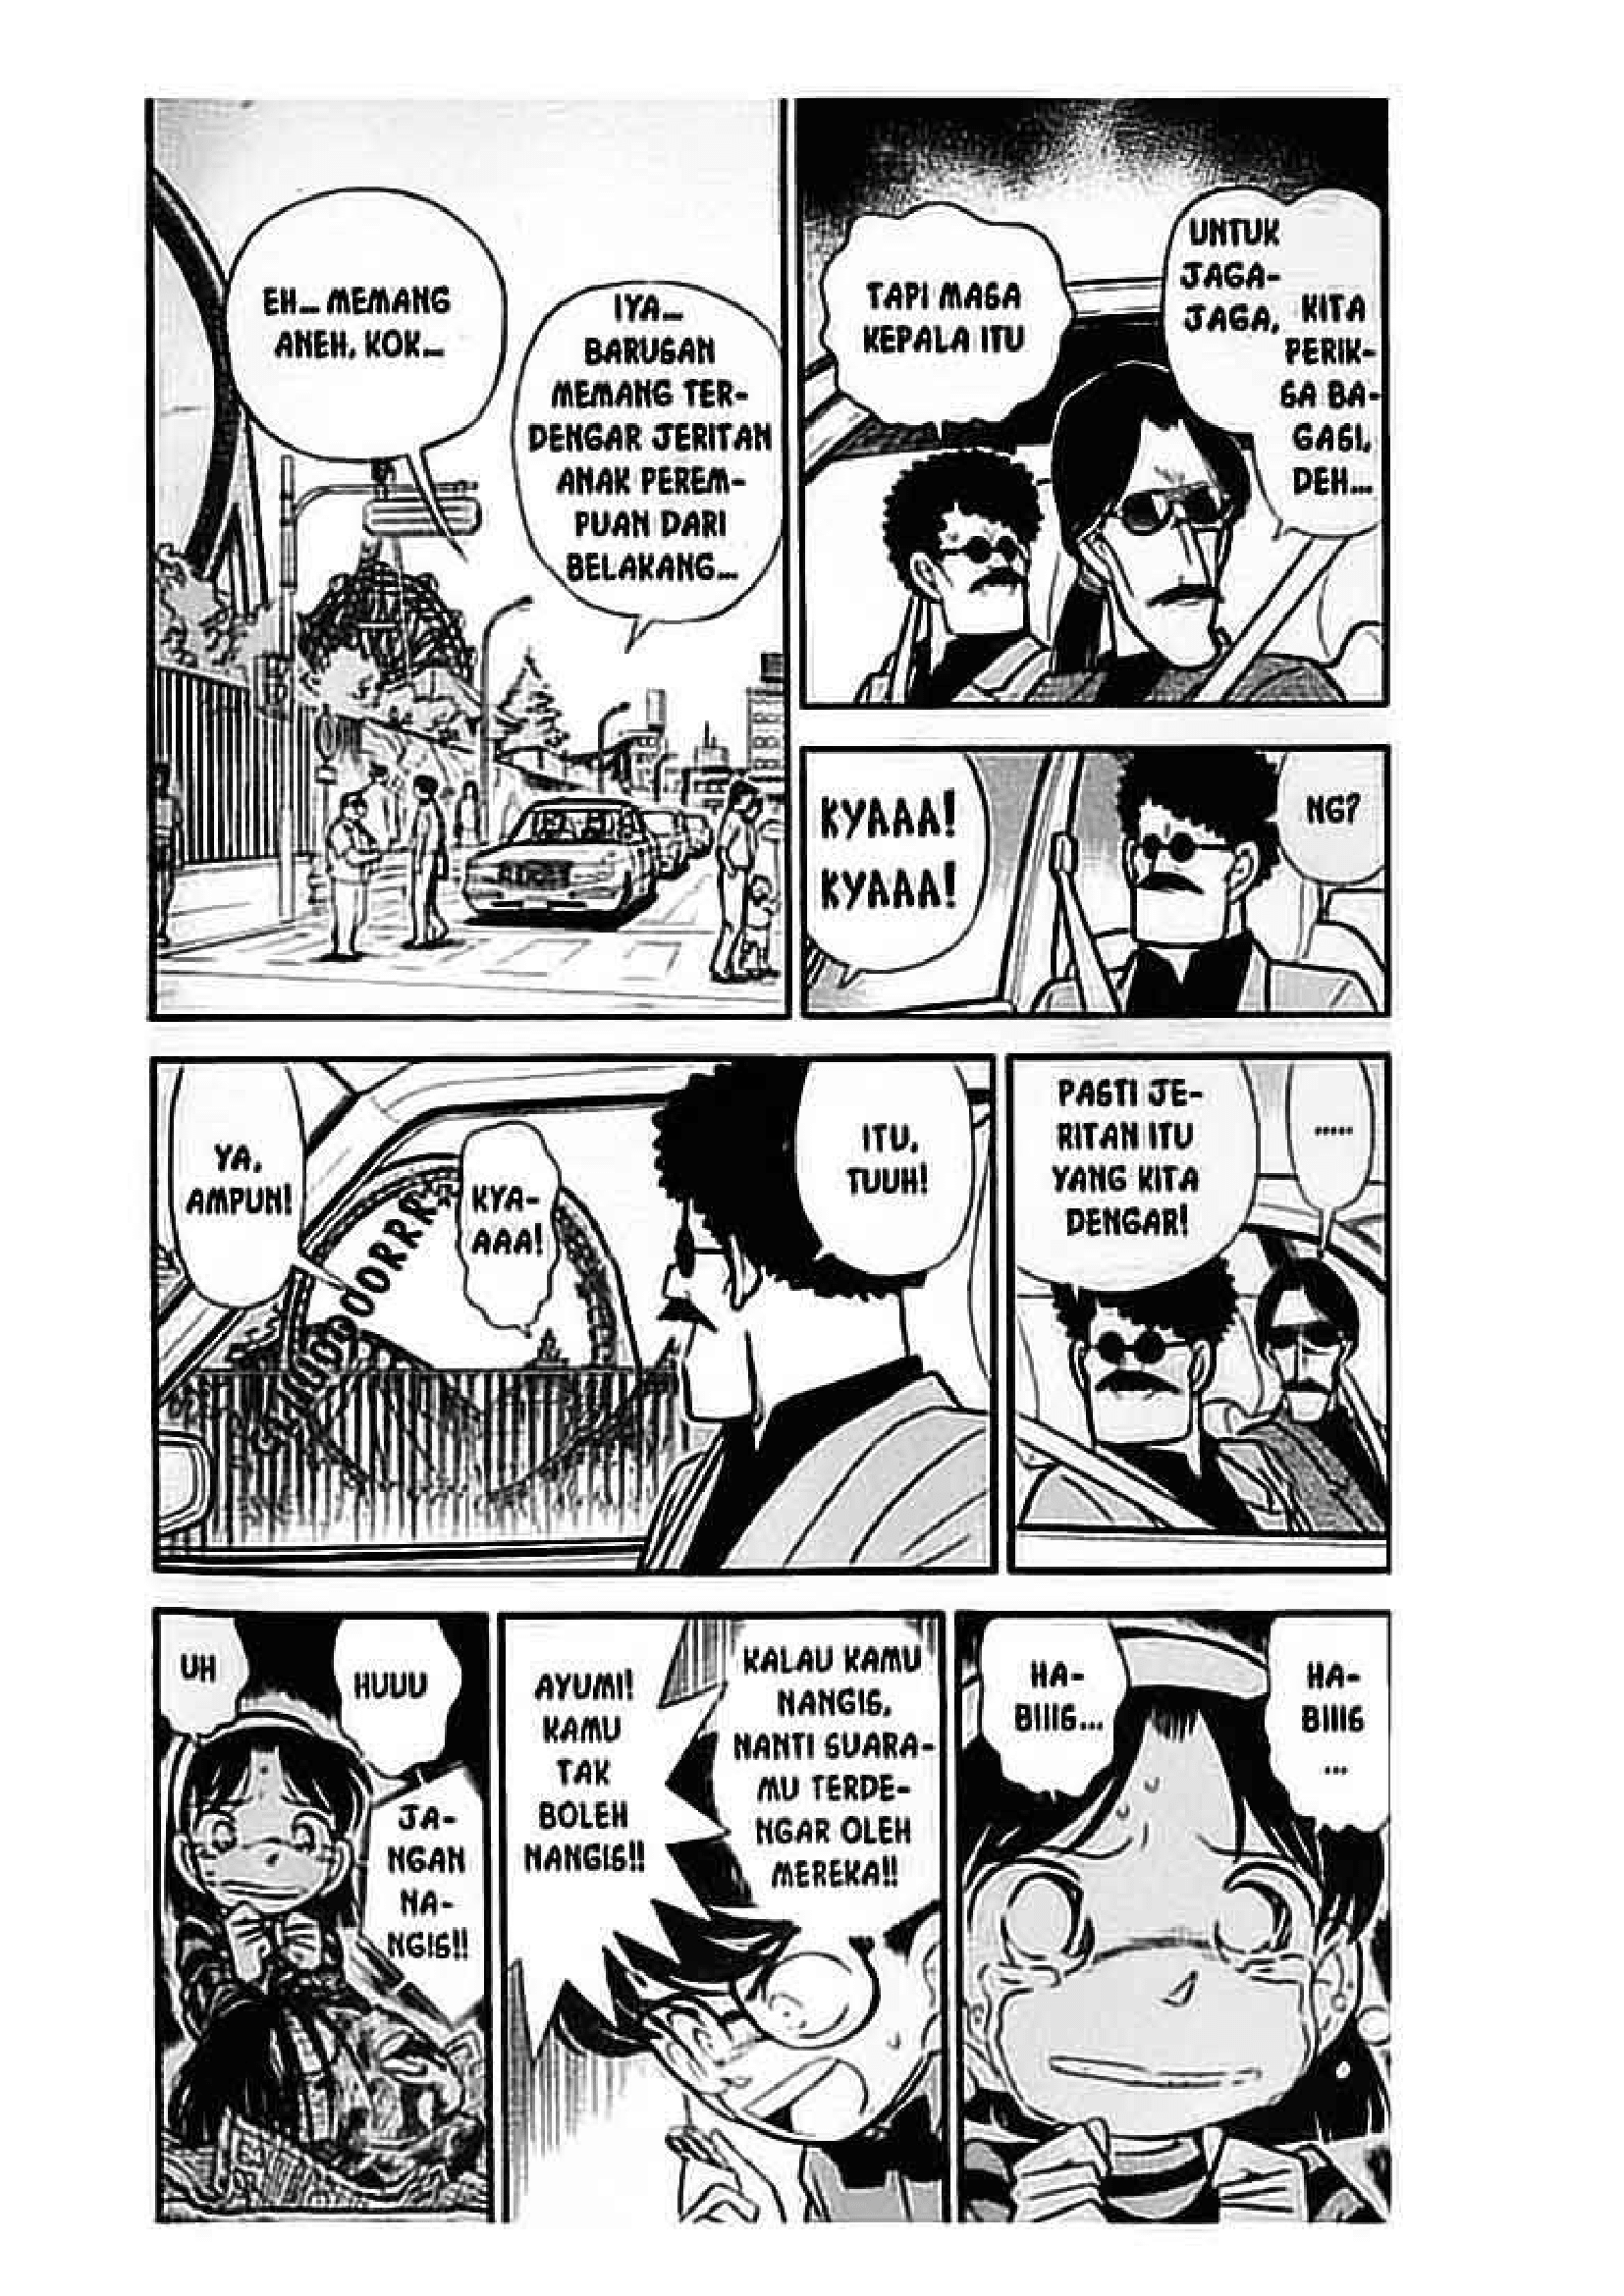 EH... MEMANG
ANEH, KOK...
IYA...
BARUSAN
MEMANG TER-
DENGAR JERITAN
ANAK PEREM-
PUAN DARI
BELAKANG...
TAPI MASA
KEPALA ITU
UNTUK
JAGA-
JAGA,
KITA
PERIK-
SA BA-
GASI,
DEH...
KYAAA!
KYAAA!
NG?
YA,
AMPUN!
KYA-
AAA!
ITU,
TUUH!
PASTI JE-
RITAN ITU
YANG KITA
DENGAR!
.....
UH
HUUU
JA-
NGAN
NA-
NGIS!!
AYUMI!
KAMU
TAK
BOLEH
NANGIS!!
KALAU KAMU
NANGIS,
NANTI SUARA-
MU TERDE-
NGAR OLEH
MEREKA!!
HA-
BIIIS...
HA-
BIIIS
...